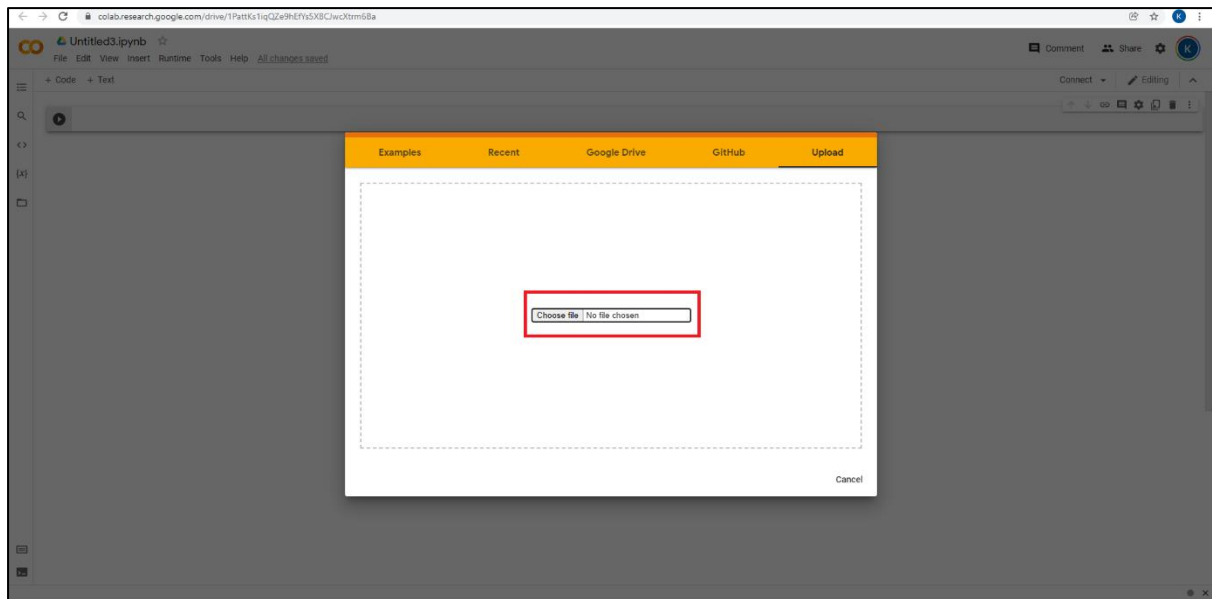 colab.research.google.com/drive/1PattKs1iqQZe9hEfYs5XBCJwcXtrm6Ba
K
CO Untitled3.ipynb
Comment Share K
File Edit View Insert Runtime Tools Help All changes saved
+ Code + Text
Connect Editing
{x}
Examples Recent Google Drive GitHub Upload
Choose file No file chosen
Cancel